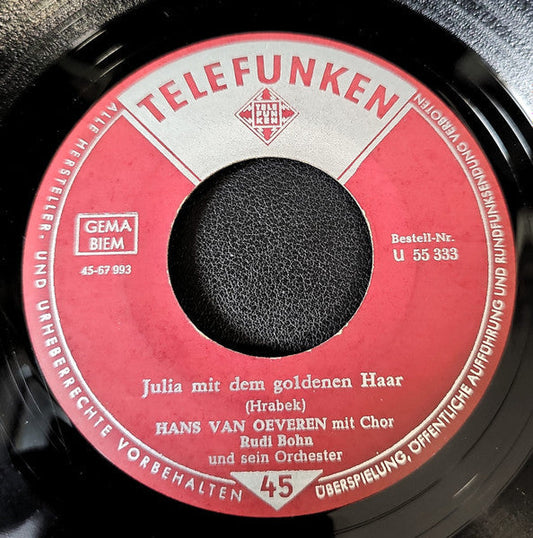 TELEFUNKEN
TELE
FUN
KEN
GEMA
BIEM
45-67 993
Bestell-Nr.
U 55 333
Julia mit dem goldenen Haar
(Hrabek)
HANS VAN OEVEREN mit Chor
Rudi Bohn
und sein Orchester
45
ALLE HERSTELLER- UND URHEBERRECHTE VORBEHALTEN
ÜBERSPIELUNG, ÖFFENTLICHE AUFFÜHRUNG UND RUNDFUNKSENDUNG VERBOTEN